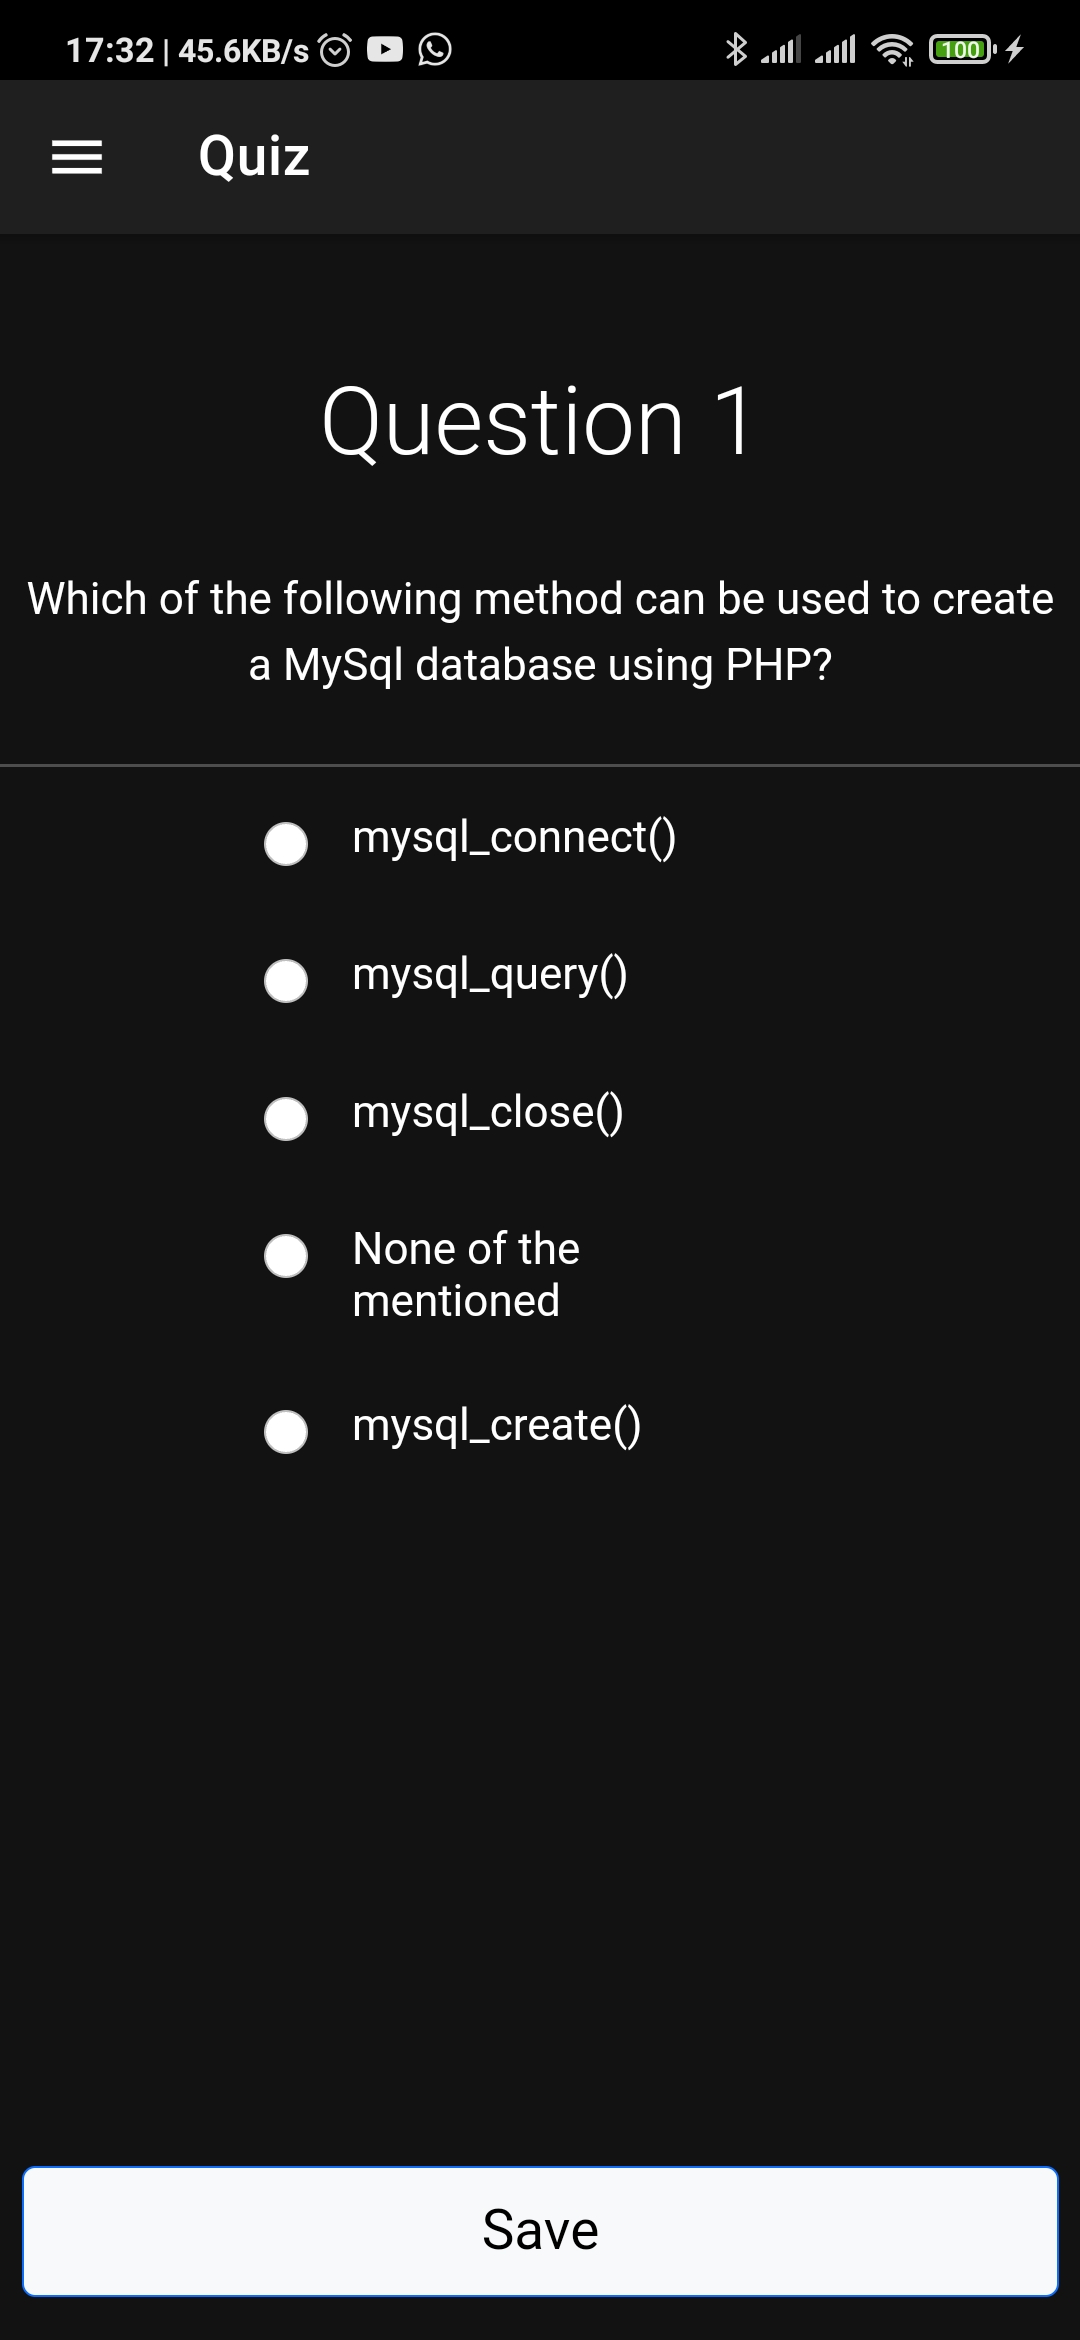 17:32 | 45.6KB/s 100
Quiz
Question 1
Which of the following method can be used to create
a MySql database using PHP?
mysql_connect()
mysql_query()
mysql_close()
None of the
mentioned
mysql_create()
Save